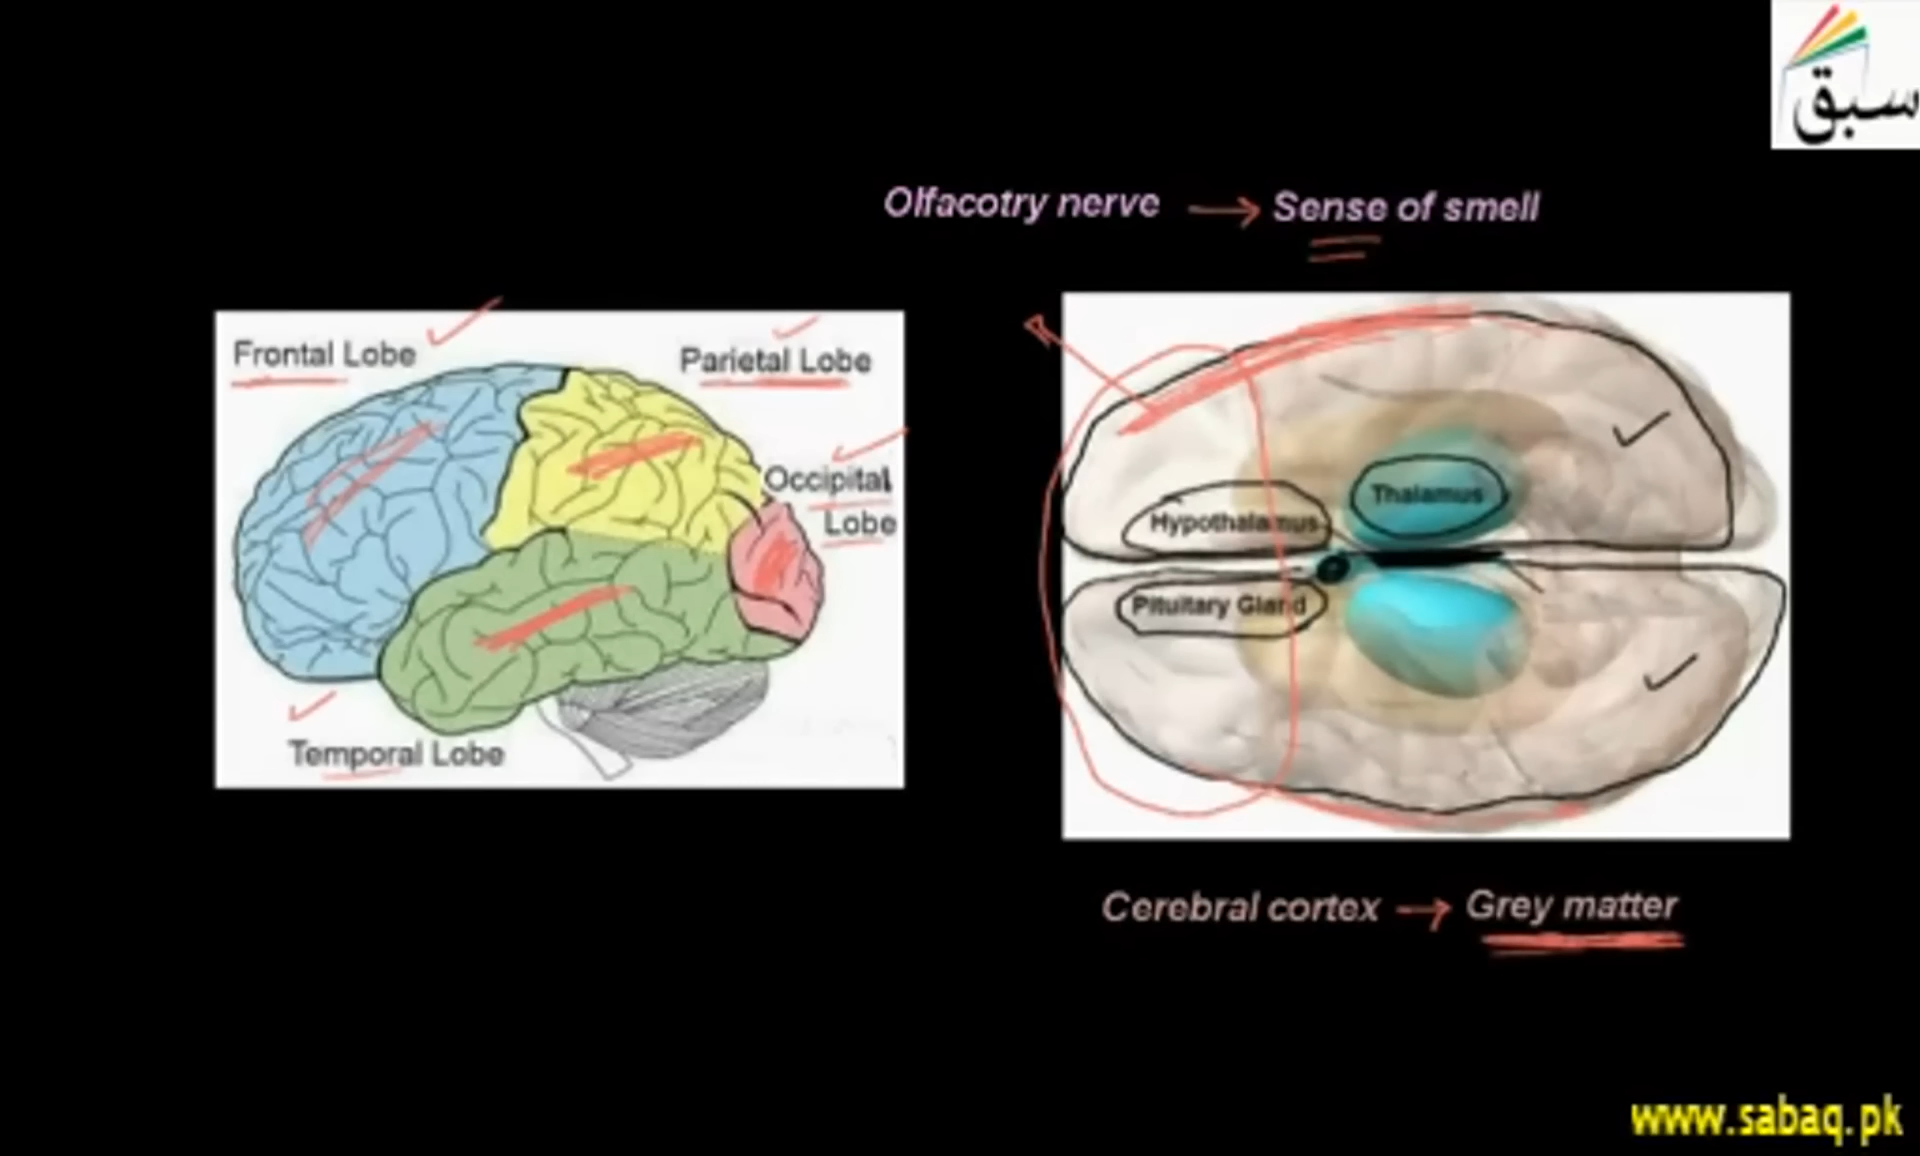 سبق
Olfacotry nerve → Sense of smell
Frontal Lobe
Parietal Lobe
Occipital
Lobe
Temporal Lobe
Thalamus
Hypothalamus
Pituitary Gland
Cerebral cortex → Grey matter
www.sabaq.pk